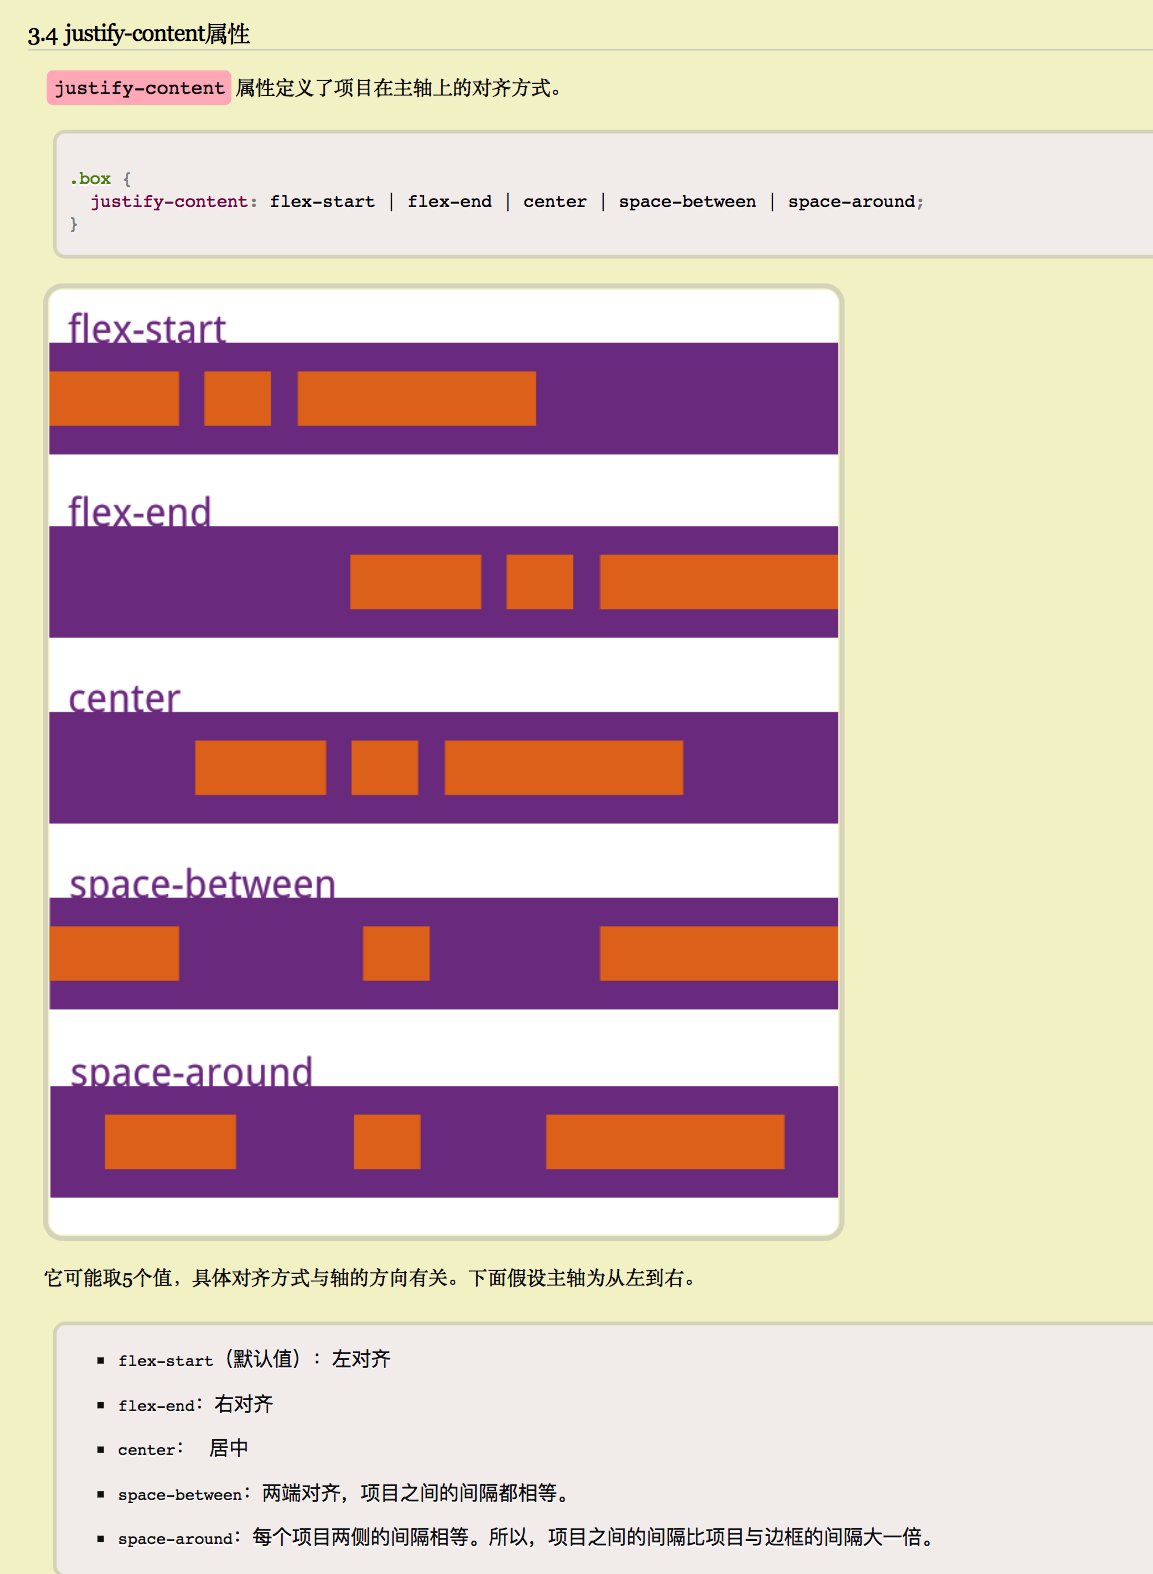 3.4 justify-content属性
justify-content 属性定义了项目在主轴上的对齐方式。
.box {
  justify-content: flex-start | flex-end | center | space-between | space-around;
}
flex-start
flex-end
center
space-between
space-around
它可能取5个值，具体对齐方式与轴的方向有关。下面假设主轴为从左到右。
▪ flex-start（默认值）：左对齐
▪ flex-end：右对齐
▪ center： 居中
▪ space-between：两端对齐，项目之间的间隔都相等。
▪ space-around：每个项目两侧的间隔相等。所以，项目之间的间隔比项目与边框的间隔大一倍。